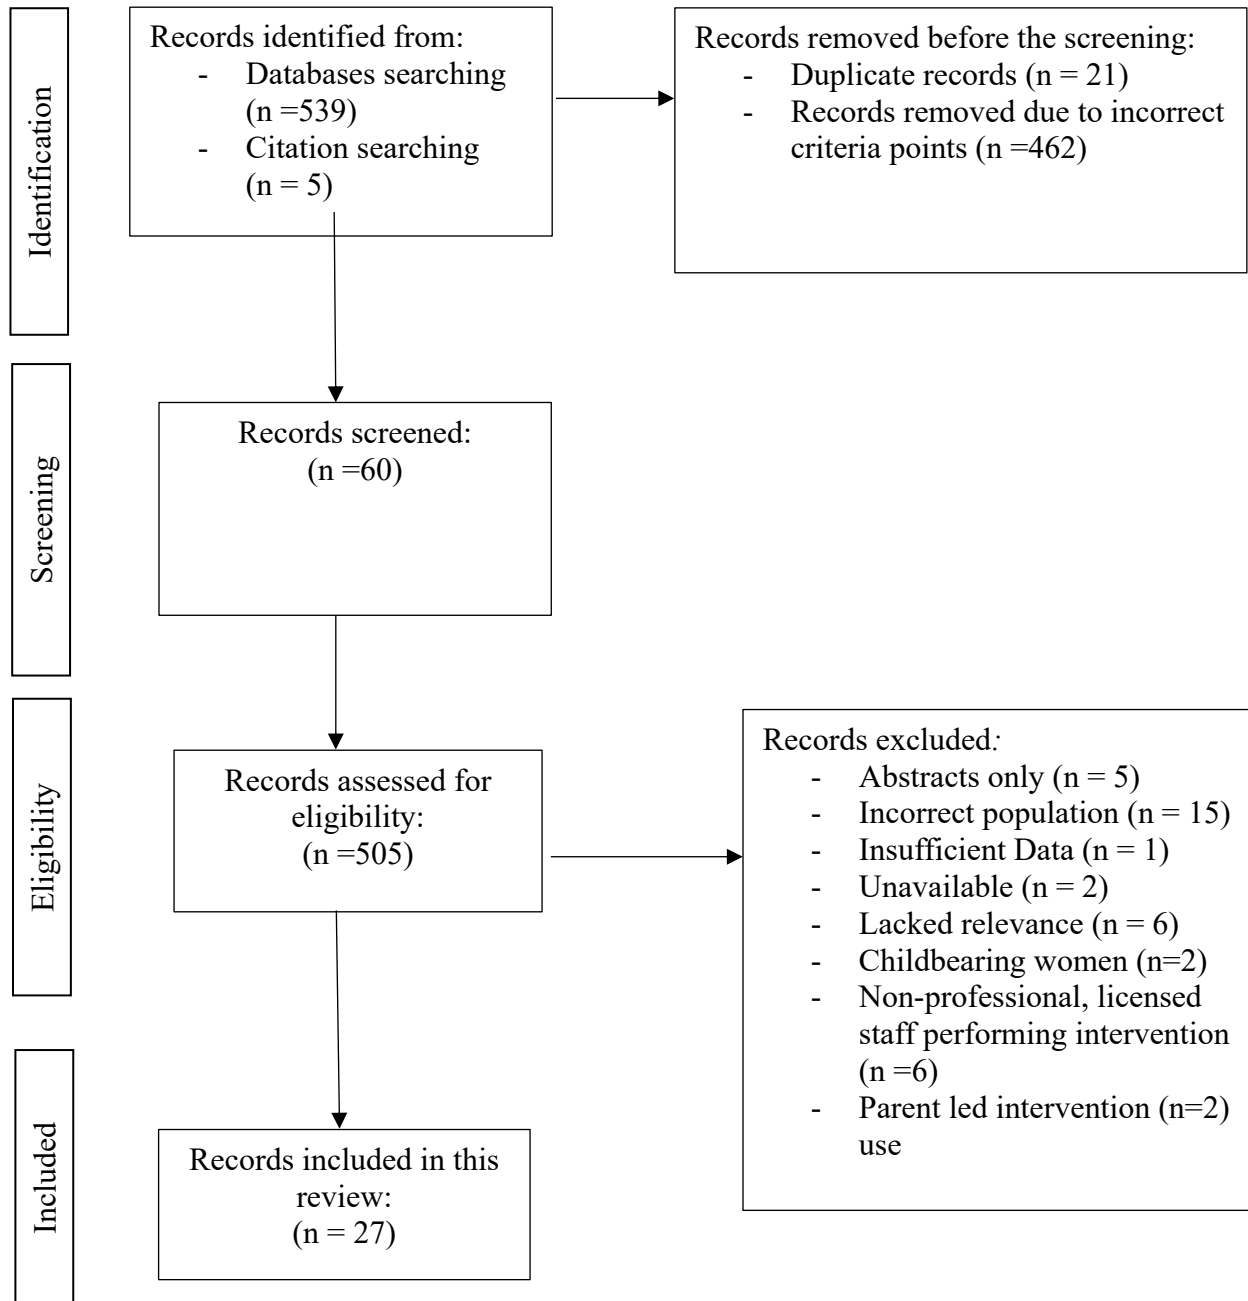 Identification
Records identified from:
- Databases searching
(n =539)
- Citation searching
(n = 5)
Records removed before the screening:
- Duplicate records (n = 21)
- Records removed due to incorrect
criteria points (n =462)
Screening
Records screened:
(n =60)
Eligibility
Records assessed for
eligibility:
(n =505)
Records excluded:
- Abstracts only (n = 5)
- Incorrect population (n = 15)
- Insufficient Data (n = 1)
- Unavailable (n = 2)
- Lacked relevance (n = 6)
- Childbearing women (n=2)
- Non-professional, licensed
staff performing intervention
(n =6)
- Parent led intervention (n=2)
use
Included
Records included in this
review:
(n = 27)